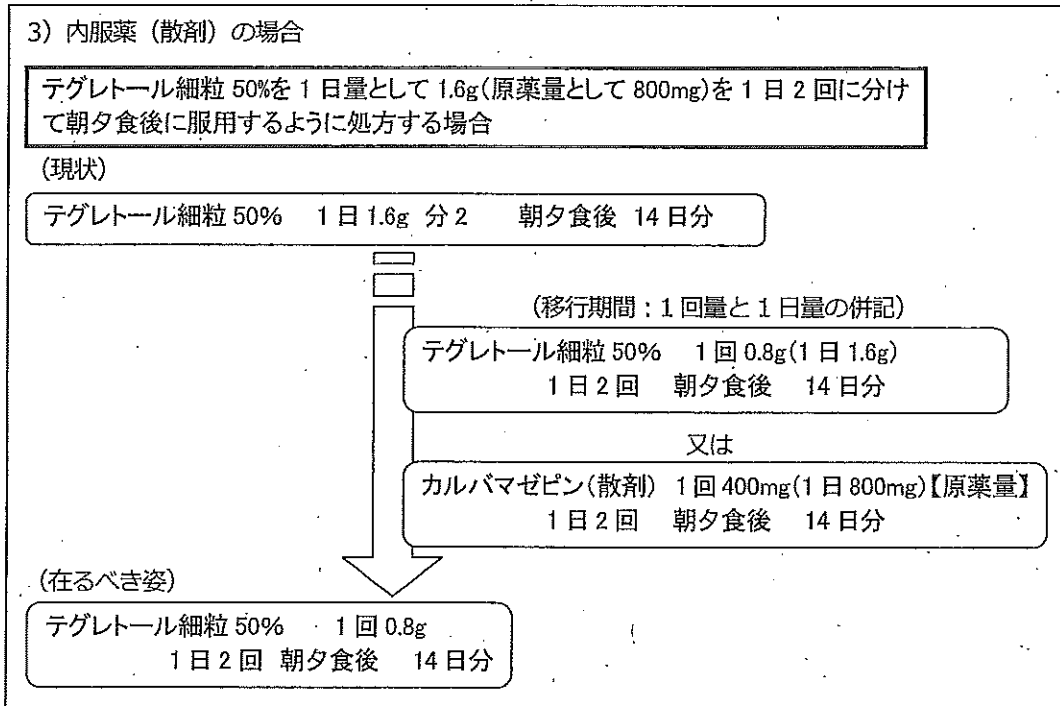 3）内服薬（散剤）の場合
テグレトール細粒 50%を 1 日量として 1.6g(原薬量として 800mg)を 1 日 2 回に分け
て朝夕食後に服用するように処方する場合
（現状）
テグレトール細粒 50%　1 日 1.6g 分 2　朝夕食後 14 日分
（移行期間：1 回量と 1 日量の併記）
テグレトール細粒 50%　1 回 0.8g(1 日 1.6g)
1 日 2 回　朝夕食後　14 日分
又は
カルバマゼピン(散剤)　1 回 400mg(1 日 800mg)【原薬量】
1 日 2 回　朝夕食後　14 日分
（在るべき姿）
テグレトール細粒 50%　1 回 0.8g
1 日 2 回 朝夕食後　14 日分